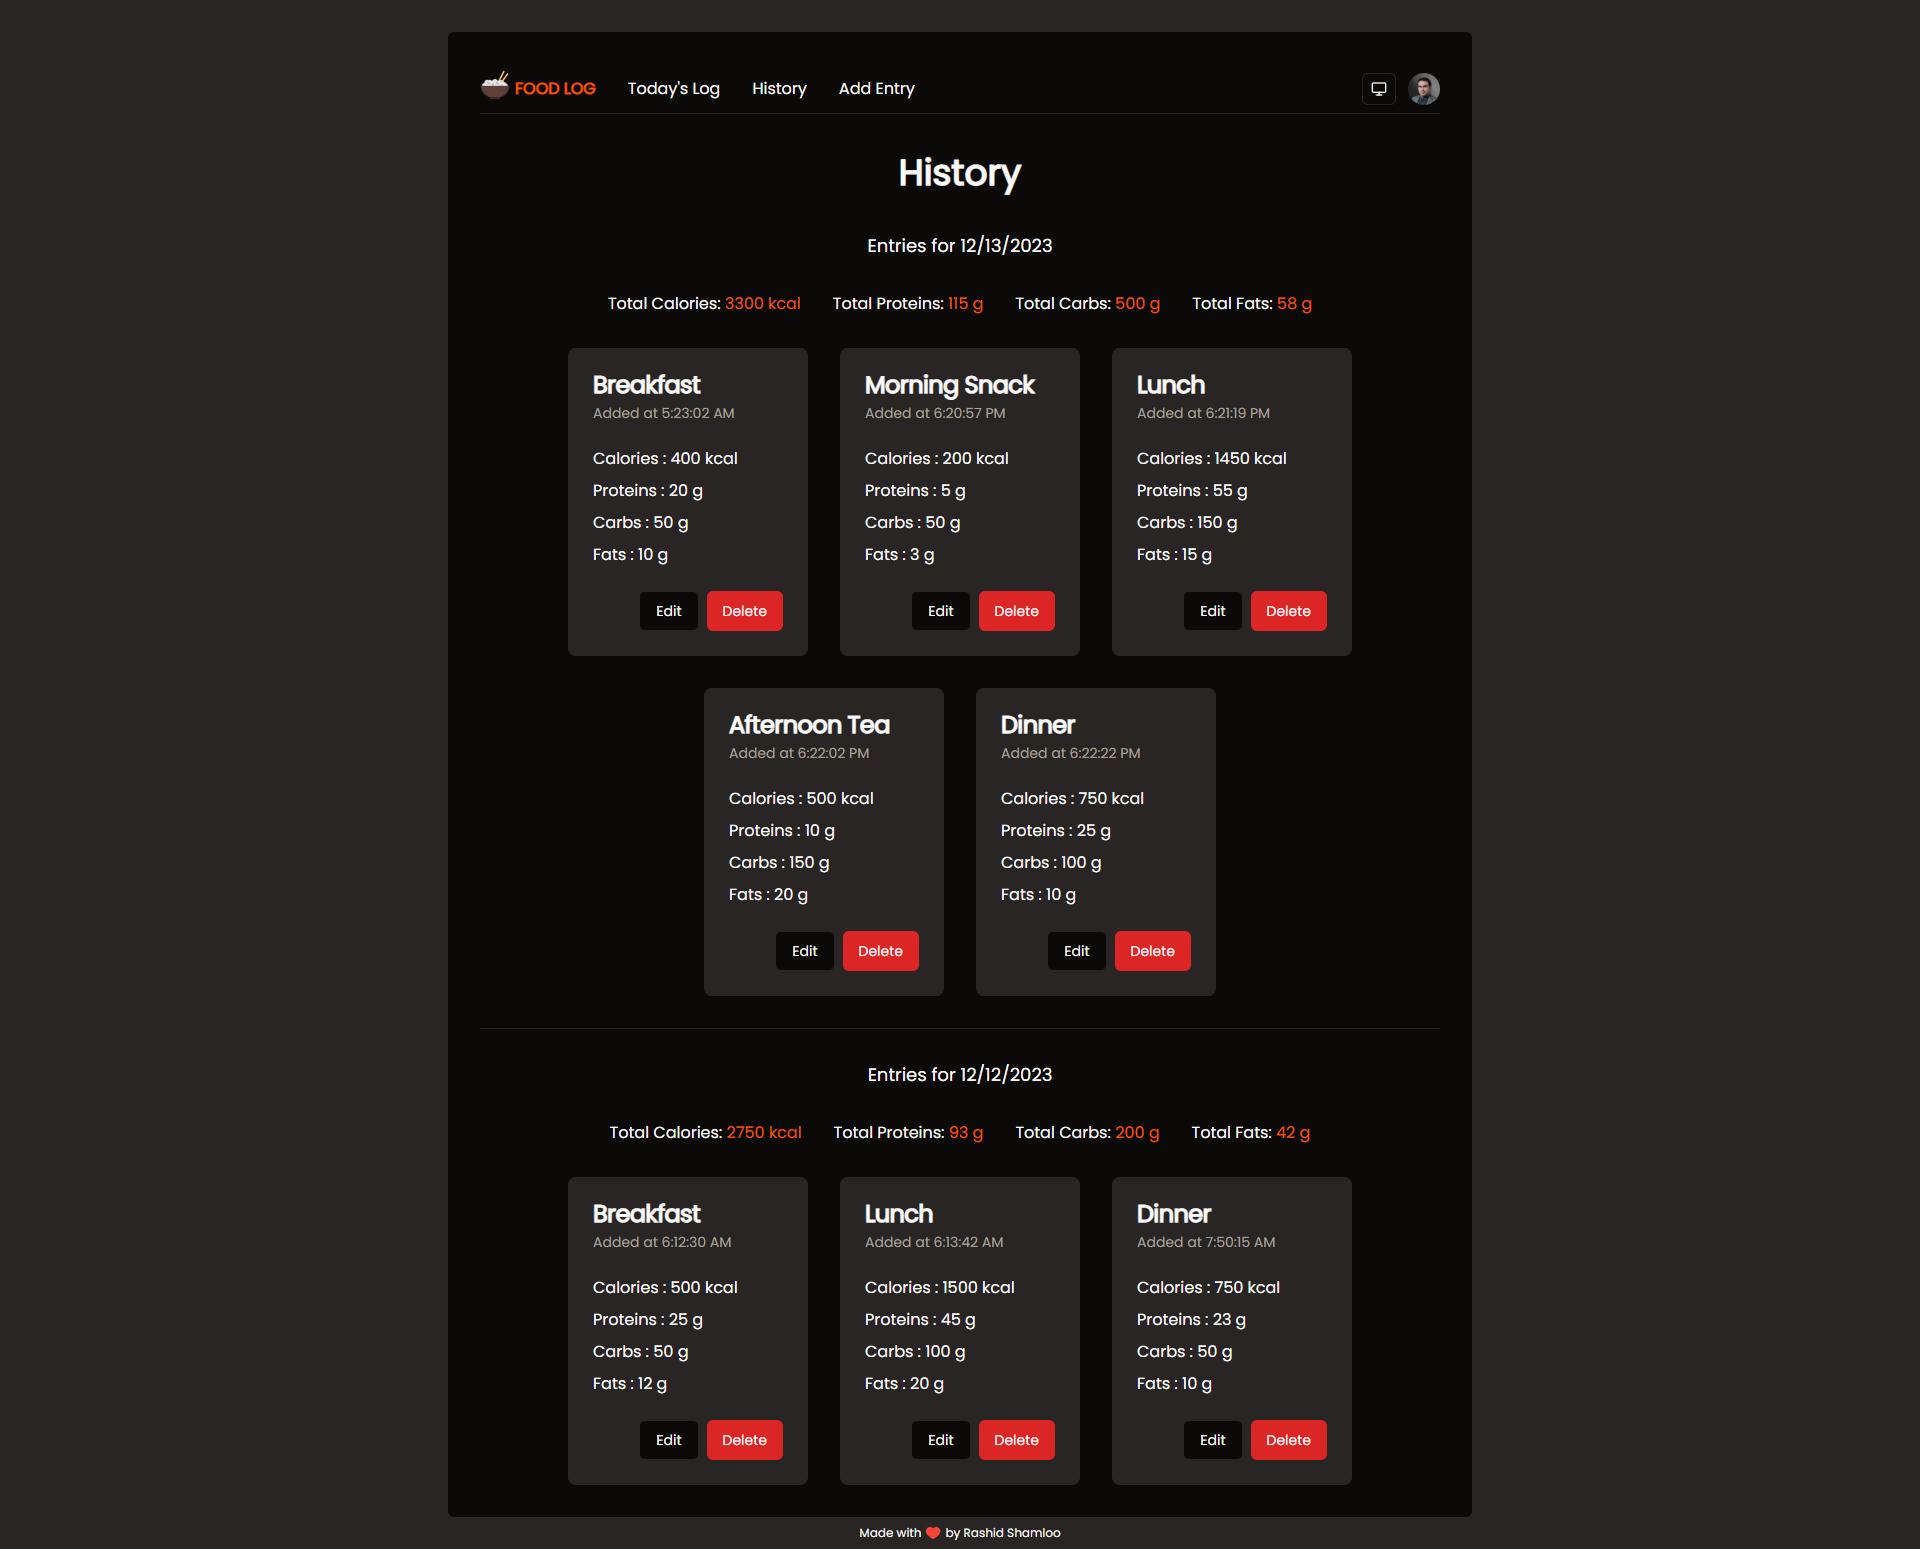 FOOD LOG Today's Log History Add Entry
History
Entries for 12/13/2023
Total Calories: 3300 kcal Total Proteins: 115 g Total Carbs: 500 g Total Fats: 58 g
Breakfast
Added at 5:23:02 AM
Calories : 400 kcal
Proteins : 20 g
Carbs : 50 g
Fats : 10 g
Edit Delete
Morning Snack
Added at 6:20:57 PM
Calories : 200 kcal
Proteins : 5 g
Carbs : 50 g
Fats : 3 g
Edit Delete
Lunch
Added at 6:21:19 PM
Calories : 1450 kcal
Proteins : 55 g
Carbs : 150 g
Fats : 15 g
Edit Delete
Afternoon Tea
Added at 6:22:02 PM
Calories : 500 kcal
Proteins : 10 g
Carbs : 150 g
Fats : 20 g
Edit Delete
Dinner
Added at 6:22:22 PM
Calories : 750 kcal
Proteins : 25 g
Carbs : 100 g
Fats : 10 g
Edit Delete
Entries for 12/12/2023
Total Calories: 2750 kcal Total Proteins: 93 g Total Carbs: 200 g Total Fats: 42 g
Breakfast
Added at 6:12:30 AM
Calories : 500 kcal
Proteins : 25 g
Carbs : 50 g
Fats : 12 g
Edit Delete
Lunch
Added at 6:13:42 AM
Calories : 1500 kcal
Proteins : 45 g
Carbs : 100 g
Fats : 20 g
Edit Delete
Dinner
Added at 7:50:15 AM
Calories : 750 kcal
Proteins : 23 g
Carbs : 50 g
Fats : 10 g
Edit Delete
Made with ❤️ by Rashid Shamloo